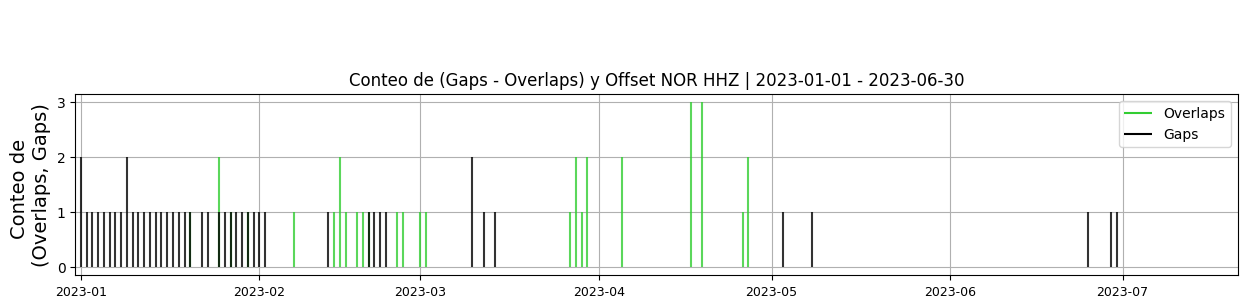 Conteo de (Gaps - Overlaps) y Offset NOR HHZ | 2023-01-01 - 2023-06-30
Conteo de
(Overlaps, Gaps)
3
2
1
0
Overlaps
Gaps
2023-01
2023-02
2023-03
2023-04
2023-05
2023-06
2023-07